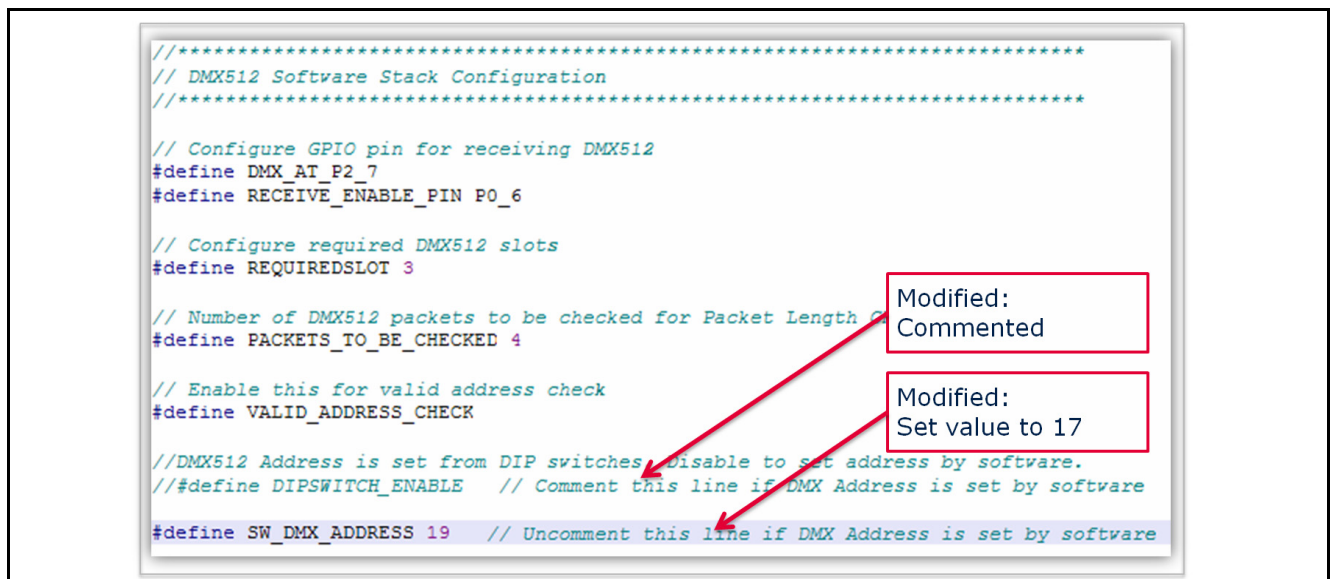 //****************************************************************************
// DMX512 Software Stack Configuration
//****************************************************************************
// Configure GPIO pin for receiving DMX512
#define DMX_AT_P2_7
#define RECEIVE_ENABLE_PIN P0_6
// Configure required DMX512 slots
#define REQUIREDSLOT 3
// Number of DMX512 packets to be checked for Packet Length
#define PACKETS_TO_BE_CHECKED 4
// Enable this for valid address check
#define VALID_ADDRESS_CHECK
//DMX512 Address is set from DIP switches. Disable to set address by software.
//#define DIPSWITCH_ENABLE // Comment this line if DMX Address is set by software
#define SW_DMX_ADDRESS 19 // Uncomment this line if DMX Address is set by software
Modified:
Commented
Modified:
Set value to 17